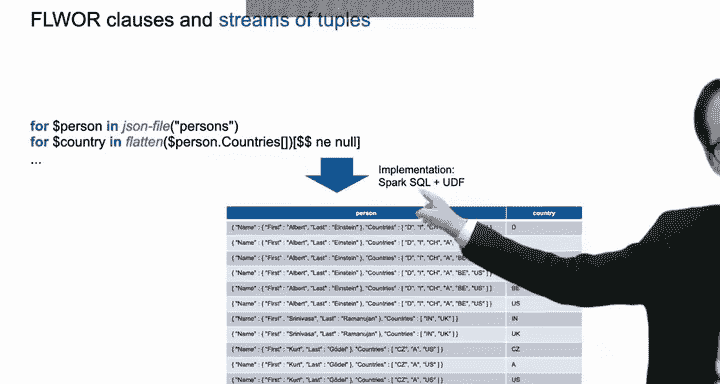 FLWOR clauses and streams of tuples
for $person in json-file("persons")
for $country in flatten($person.Countries[])[$$ ne null]
...
Implementation:
Spark SQL + UDF
person country
{ "Name" : { "First" : "Albert", "Last" : "Einstein" }, "Countries" : [ "D", "I", "CH", "A", "BE", "US" ] } D
{ "Name" : { "First" : "Albert", "Last" : "Einstein" }, "Countries" : [ "D", "I", "CH", "A",
{ "Name" : { "First" : "Albert", "Last" : "Einstein" }, "Countries" : [ "D", "I", "CH", "A", "BE",
{ "Name" : { "First" : "Albert", "Last" : "Einstein" }, "Countries" : [ "D", "I", "CH", "A", "BE", "US" ] }
{ "Name" : { "First" : "Albert", "Last" : "Einstein" }, "Countries" : [ "D", "I", "CH", "A", "BE", "US" ] } BE
{ "Name" : { "First" : "Albert", "Last" : "Einstein" }, "Countries" : [ "D", "I", "CH", "A", "BE", "US" ] } US
{ "Name" : { "First" : "Srinivasa", "Last" : "Ramanujan" }, "Countries" : [ "IN", "UK" ] } IN
{ "Name" : { "First" : "Srinivasa", "Last" : "Ramanujan" }, "Countries" : [ "IN", "UK" ] } UK
{ "Name" : { "First" : "Kurt", "Last" : "Gödel" }, "Countries" : [ "CZ", "A", "US" ] } CZ
{ "Name" : { "First" : "Kurt", "Last" : "Gödel" }, "Countries" : [ "CZ", "A", "US" ] } A
{ "Name" : { "First" : "Kurt", "Last" : "Gödel" }, "Countries" : [ "CZ", "A", "US" ] } US